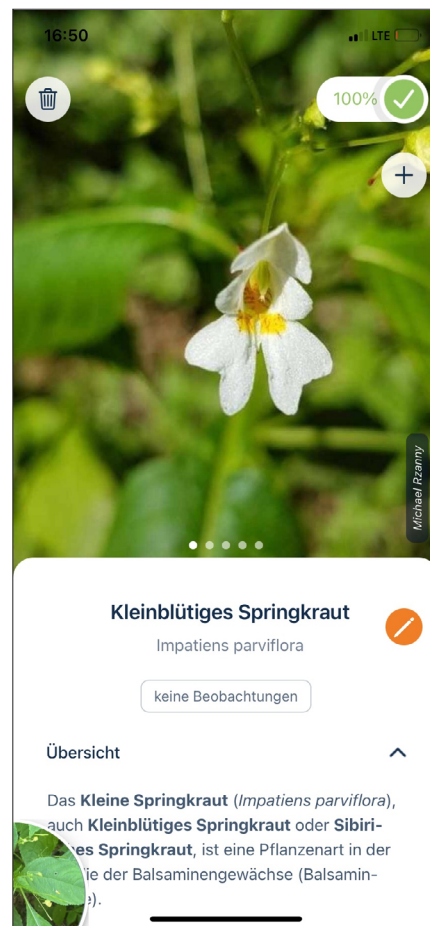 16:50
LTE
100%
Michael Rzanny
Kleinblütiges Springkraut
Impatiens parviflora
keine Beobachtungen
Übersicht
Das Kleine Springkraut (Impatiens parviflora),
auch Kleinblütiges Springkraut oder Sibiri-
es Springkraut, ist eine Pflanzenart in der
ie der Balsaminengewächse (Balsamin-
e).